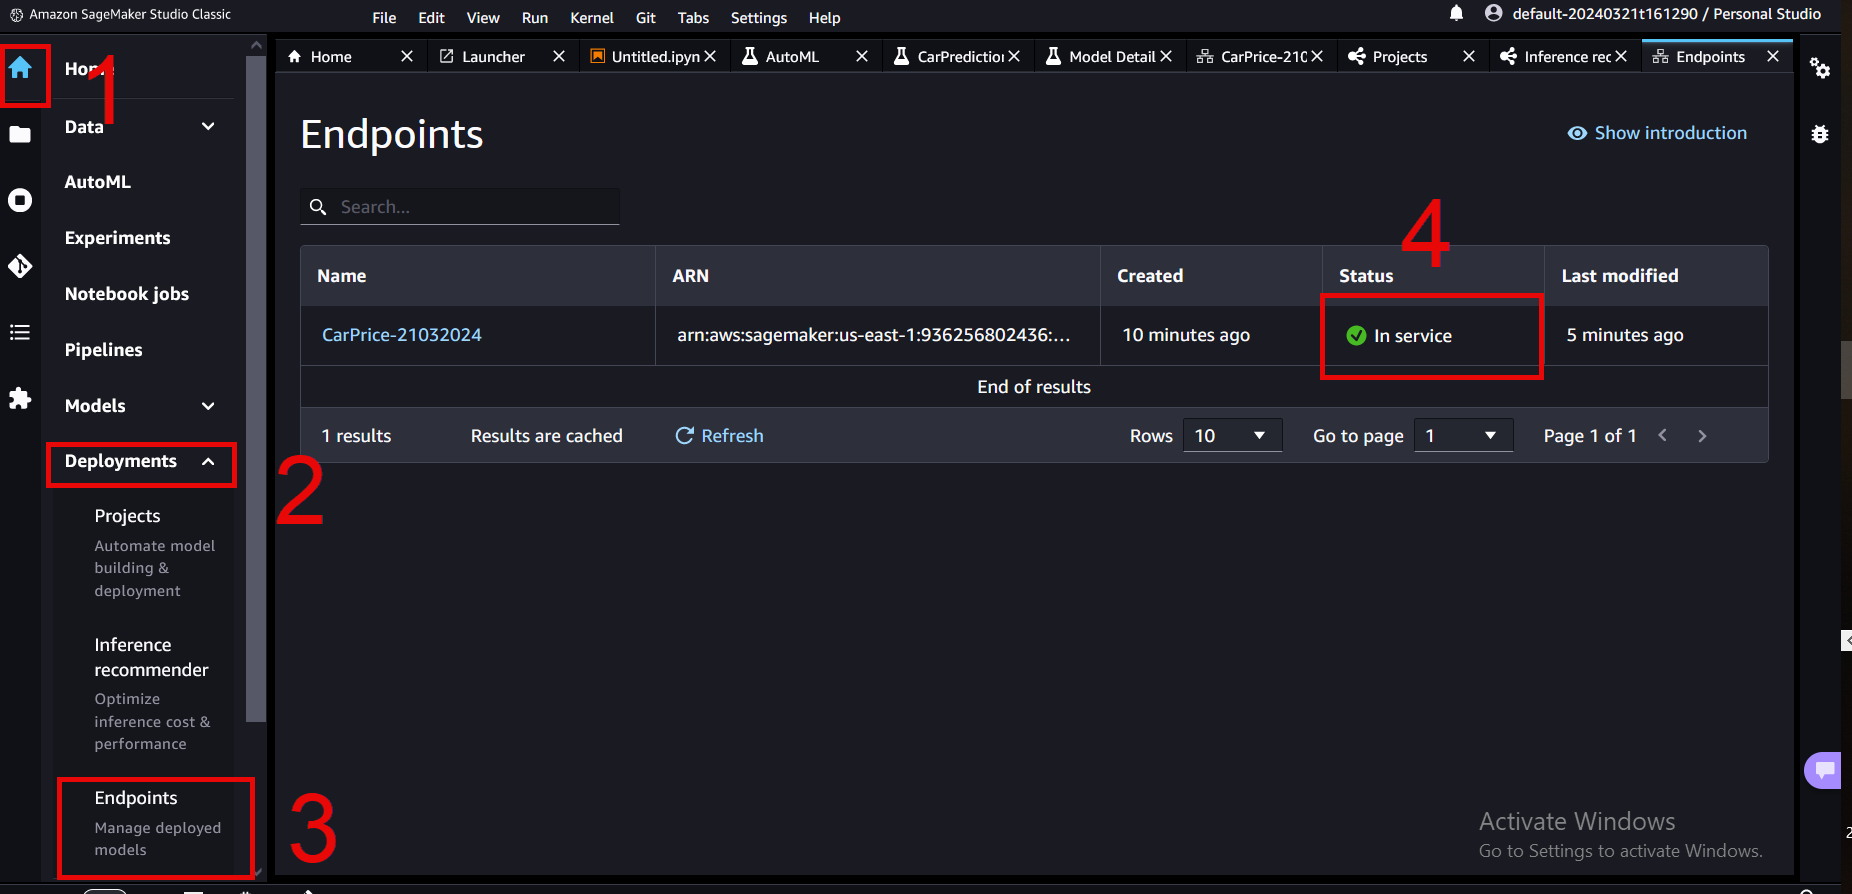 Amazon SageMaker Studio Classic
File Edit View Run Kernel Git Tabs Settings Help
default-20240321t161290 / Personal Studio
Home
Launcher
Untitled.ipyn
AutoML
CarPrediction
Model Detail
CarPrice-210
Projects
Inference rec
Endpoints
1
Home
Data
AutoML
Experiments
Notebook jobs
Pipelines
Models
Deployments
2
Projects
Automate model
building &
deployment
Inference
recommender
Optimize
inference cost &
performance
Endpoints
Manage deployed
models
3
Endpoints
Show introduction
Search...
4
Name ARN Created Status Last modified
CarPrice-21032024 arn:aws:sagemaker:us-east-1:936256802436:... 10 minutes ago In service 5 minutes ago
End of results
1 results Results are cached Refresh Rows 10 Go to page 1 Page 1 of 1
Activate Windows
Go to Settings to activate Windows.
2